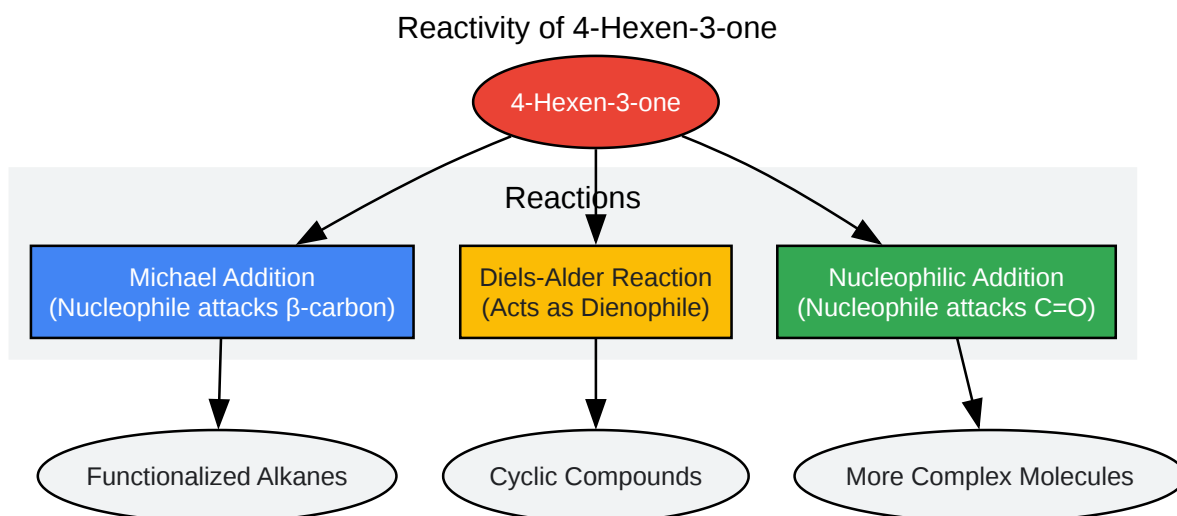 Reactivity of 4-Hexen-3-one
4-Hexen-3-one
Reactions
Michael Addition
(Nucleophile attacks β-carbon)
Diels-Alder Reaction
(Acts as Dienophile)
Nucleophilic Addition
(Nucleophile attacks C=O)
Functionalized Alkanes
Cyclic Compounds
More Complex Molecules